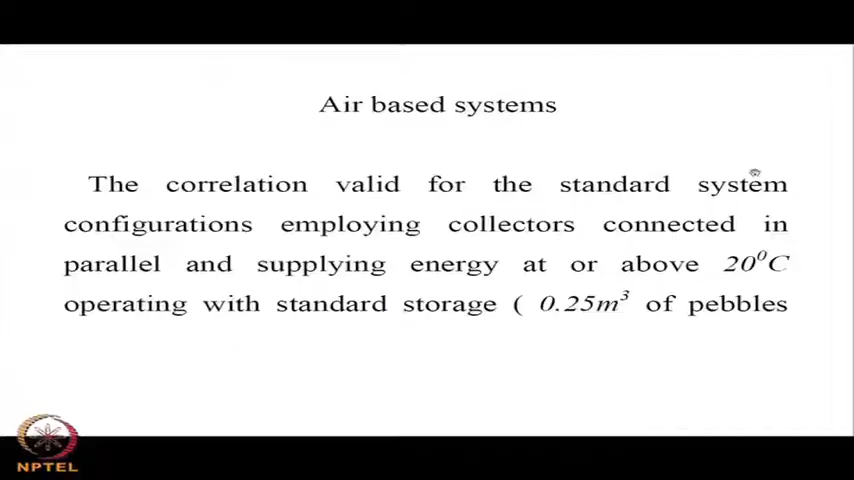 Air based systems
The correlation valid for the standard system
configurations employing collectors connected in
parallel and supplying energy at or above 20⁰C
operating with standard storage ( 0.25m³ of pebbles
NPTEL